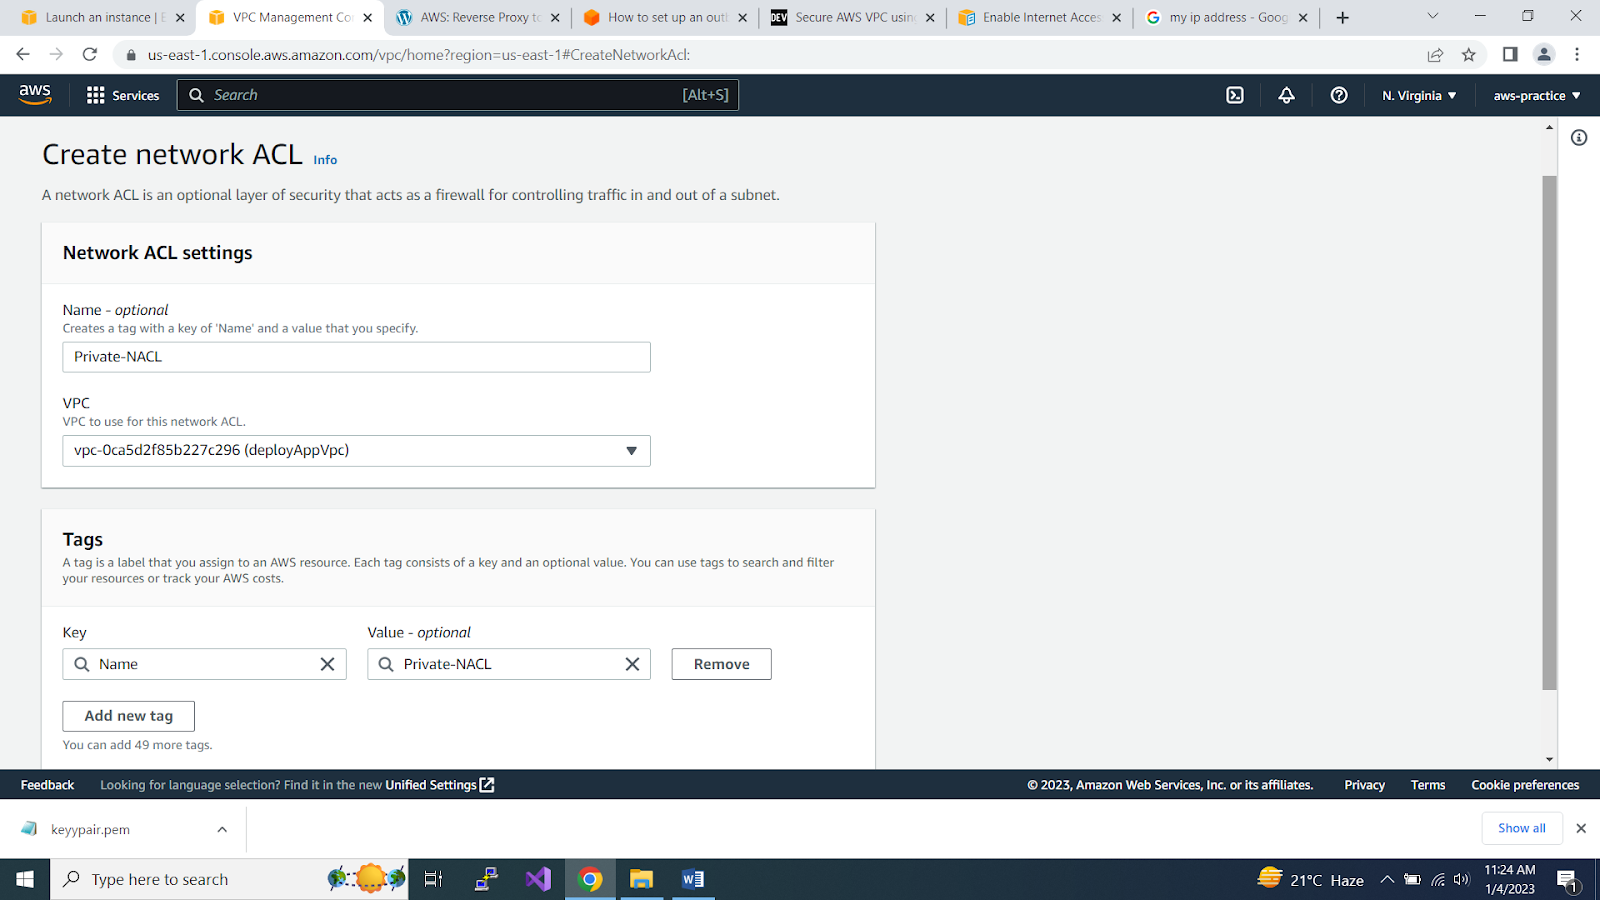 Launch an instance | E
VPC Management Co
AWS: Reverse Proxy to
How to set up an outb
DEV
Secure AWS VPC using
Enable Internet Acces
my ip address - Goog
us-east-1.console.aws.amazon.com/vpc/home?region=us-east-1#CreateNetworkAcl:
aws
Services
Search
[Alt+S]
N. Virginia
aws-practice
Create network ACL Info
A network ACL is an optional layer of security that acts as a firewall for controlling traffic in and out of a subnet.
Network ACL settings
Name - optional
Creates a tag with a key of 'Name' and a value that you specify.
Private-NACL
VPC
VPC to use for this network ACL.
vpc-0ca5d2f85b227c296 (deployAppVpc)
Tags
A tag is a label that you assign to an AWS resource. Each tag consists of a key and an optional value. You can use tags to search and filter
your resources or track your AWS costs.
Key
Value - optional
Name
Private-NACL
Remove
Add new tag
You can add 49 more tags.
Feedback
Looking for language selection? Find it in the new Unified Settings
© 2023, Amazon Web Services, Inc. or its affiliates.
Privacy
Terms
Cookie preferences
keyypair.pem
Show all
Type here to search
21°C Haze
11:24 AM
1/4/2023
1